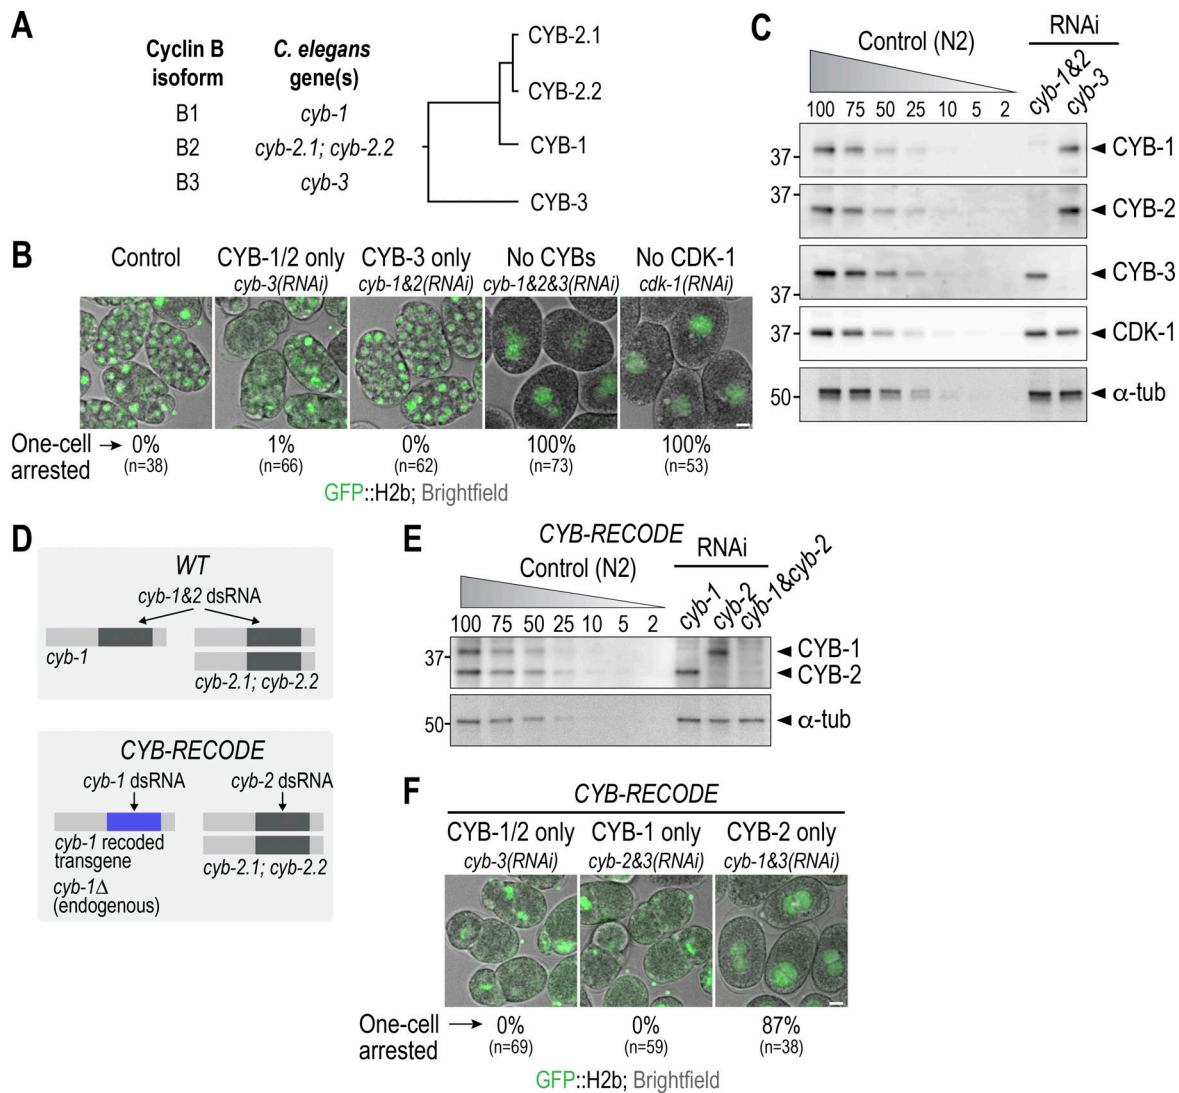 A
Cyclin B
isoform
C. elegans
gene(s)
B1
cyb-1
B2
cyb-2.1; cyb-2.2
B3
cyb-3
CYB-2.1
CYB-2.2
CYB-1
CYB-3
B
Control
CYB-1/2 only
cyb-3(RNAi)
CYB-3 only
cyb-1&2(RNAi)
No CYBs
cyb-1&2&3(RNAi)
No CDK-1
cdk-1(RNAi)
One-cell
arrested
0%
(n=38)
1%
(n=66)
0%
(n=62)
100%
(n=73)
100%
(n=53)
GFP::H2b; Brightfield
C
Control (N2)
RNAi
100 75 50 25 10 5 2
cyb-1&2
cyb-3
37
CYB-1
37
CYB-2
37
CYB-3
37
CDK-1
50
α-tub
D
WT
cyb-1&2 dsRNA
cyb-1
cyb-2.1; cyb-2.2
CYB-RECODE
cyb-1 dsRNA
cyb-2 dsRNA
cyb-1 recoded
transgene
cyb-2.1; cyb-2.2
cyb-1Δ
(endogenous)
E
CYB-RECODE
Control (N2)
RNAi
100 75 50 25 10 5 2
cyb-1
cyb-2
cyb-1&cyb-2
37
CYB-1
CYB-2
50
α-tub
F
CYB-RECODE
CYB-1/2 only
cyb-3(RNAi)
CYB-1 only
cyb-2&3(RNAi)
CYB-2 only
cyb-1&3(RNAi)
One-cell
arrested
0%
(n=69)
0%
(n=59)
87%
(n=38)
GFP::H2b; Brightfield